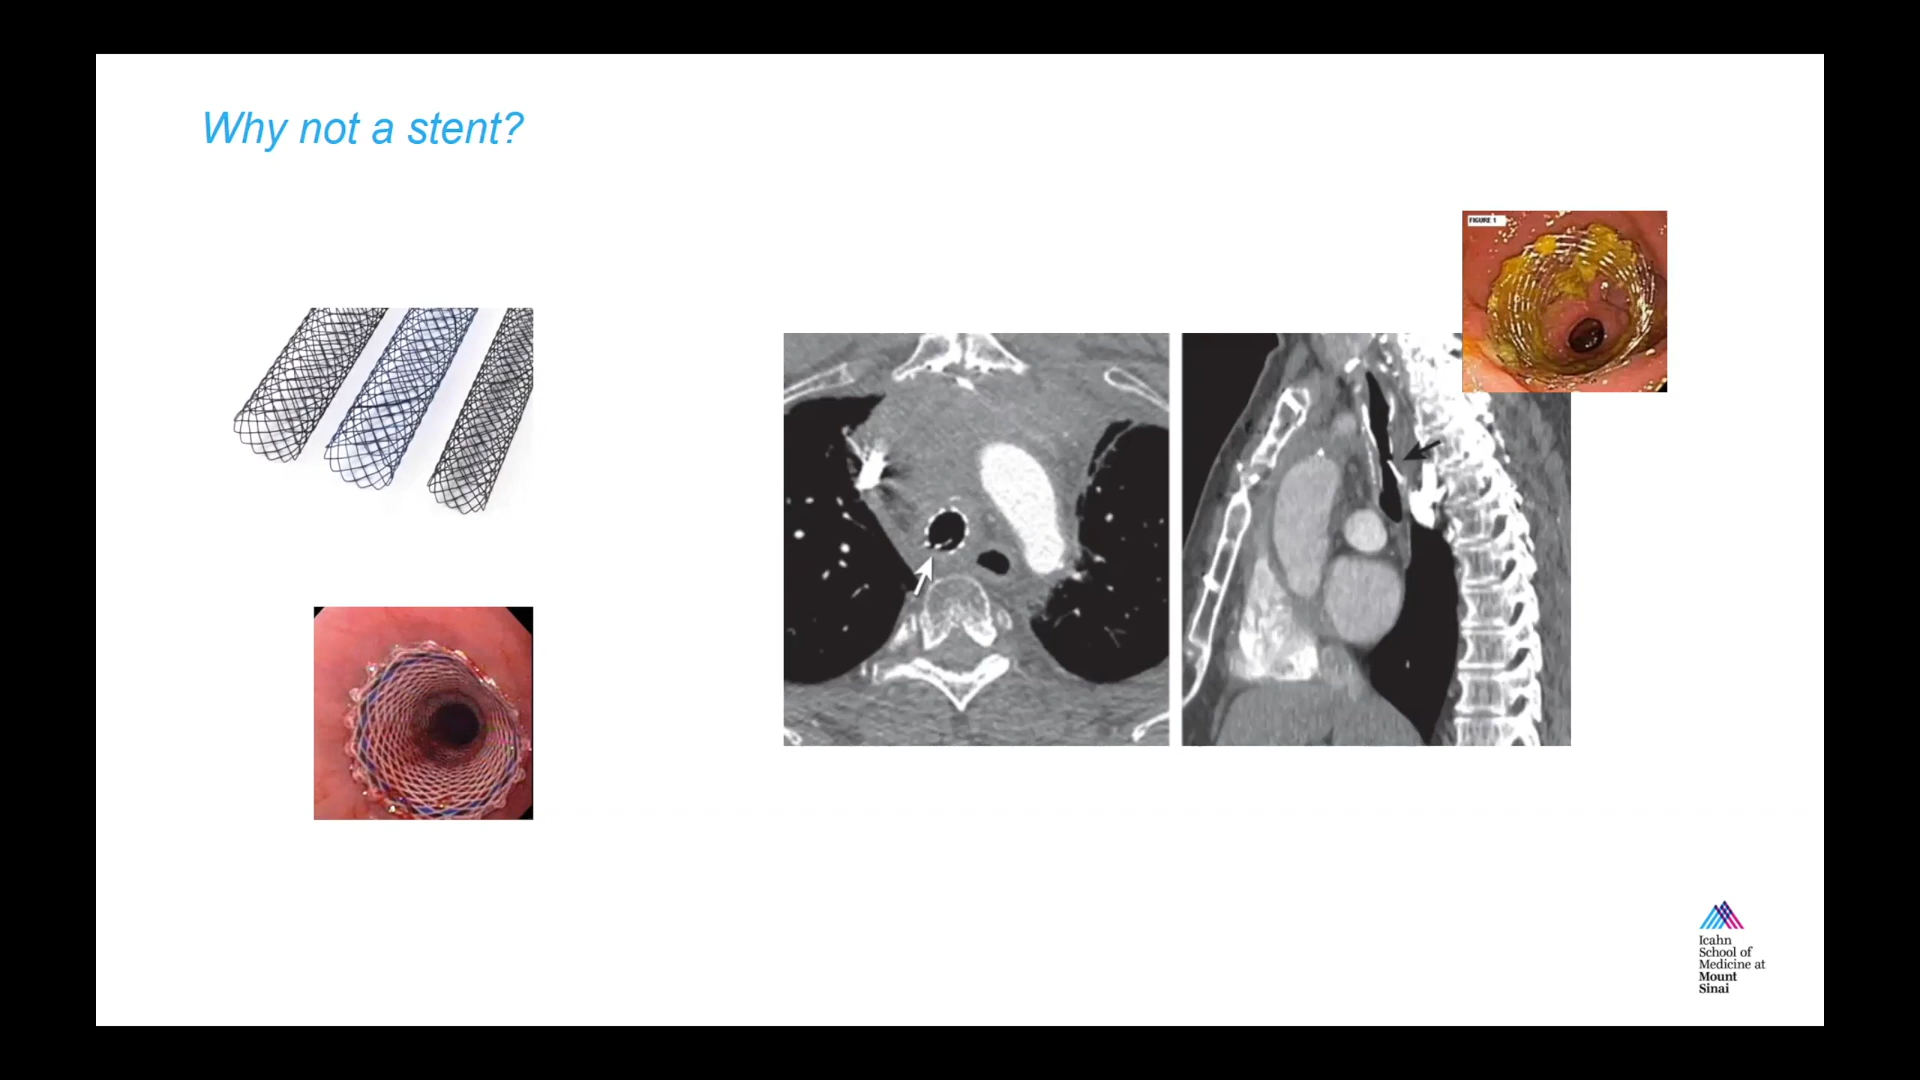 Why not a stent?
FIGURE 1
Icahn
School of
Medicine at
Mount
Sinai